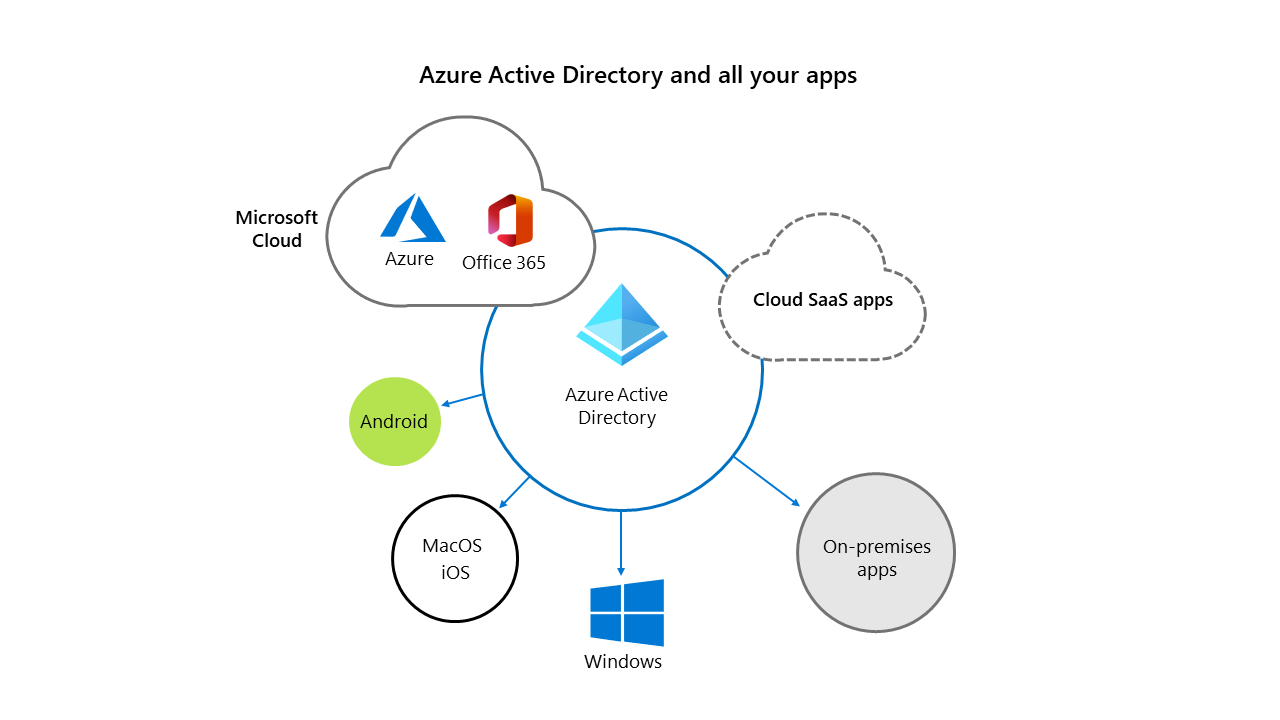 Azure Active Directory and all your apps
Microsoft
Cloud
Azure
Office 365
Cloud SaaS apps
Azure Active
Directory
Android
MacOS
iOS
On-premises
apps
Windows